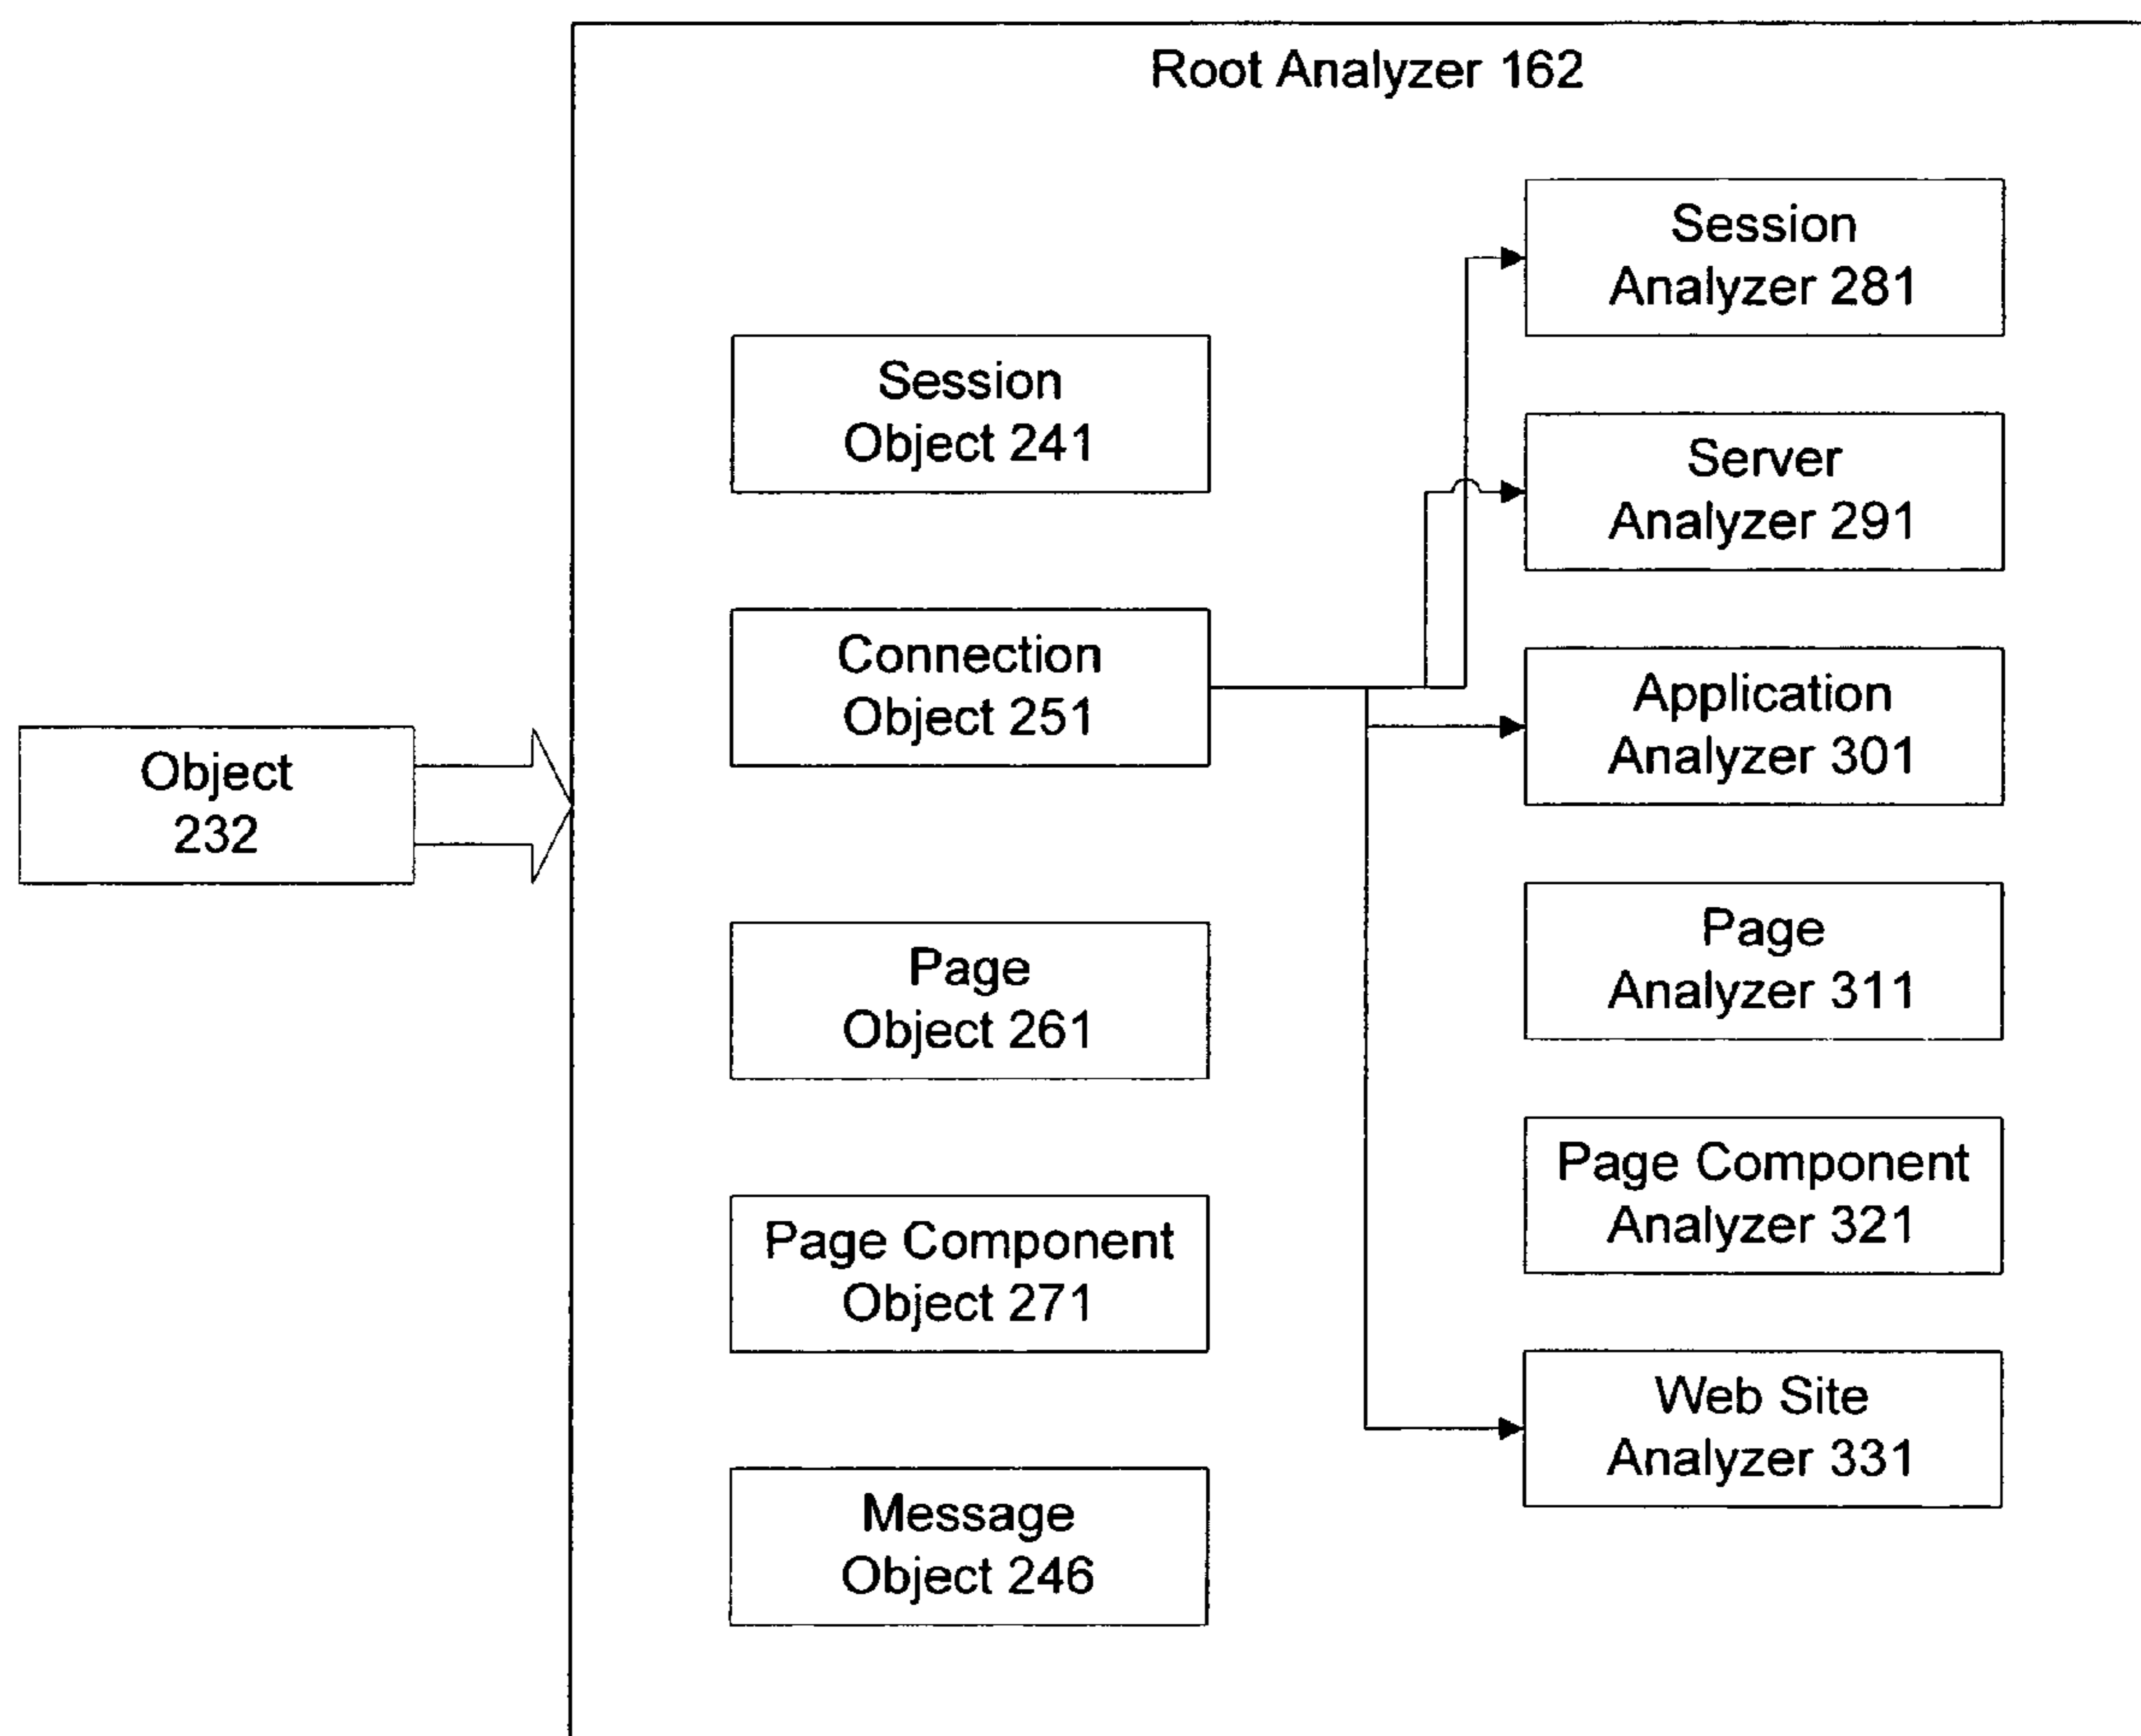 Root Analyzer 162
Object
232
Session
Object 241
Connection
Object 251
Page
Object 261
Page Component
Object 271
Message
Object 246
Session
Analyzer 281
Server
Analyzer 291
Application
Analyzer 301
Page
Analyzer 311
Page Component
Analyzer 321
Web Site
Analyzer 331